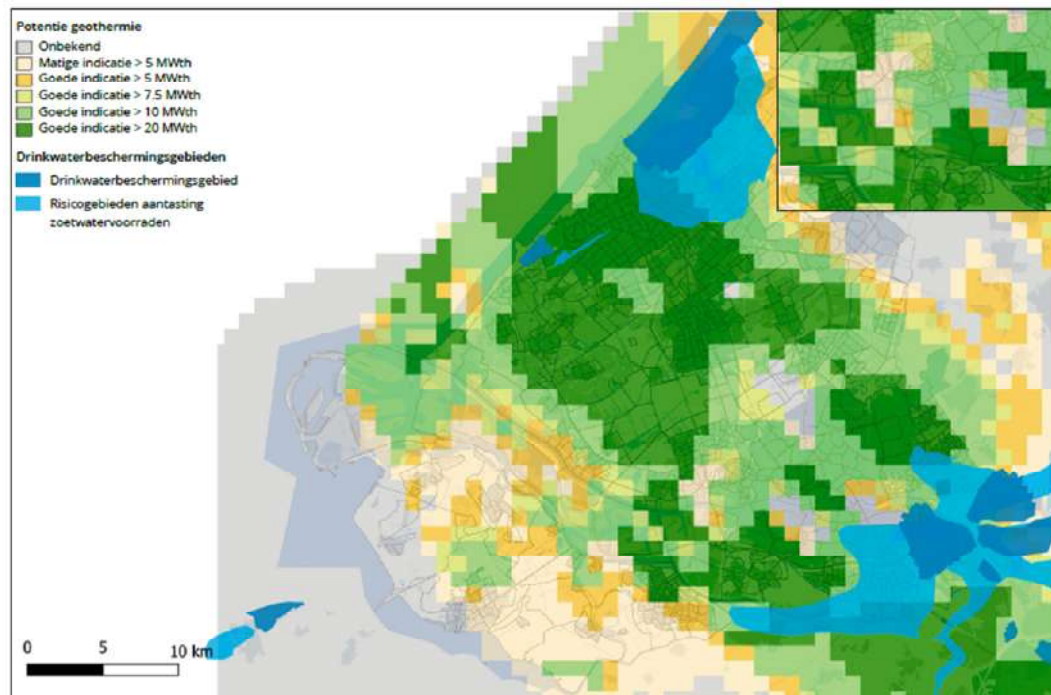 Potentie geothermie
Onbekend
Matige indicatie > 5 MWth
Goede indicatie > 5 MWth
Goede indicatie > 7.5 MWth
Goede indicatie > 10 MWth
Goede indicatie > 20 MWth
Drinkwaterbeschermingsgebieden
Drinkwaterbeschermingsgebied
Risicogebieden aantasting
zoetwatervoorraden
0 5 10 km